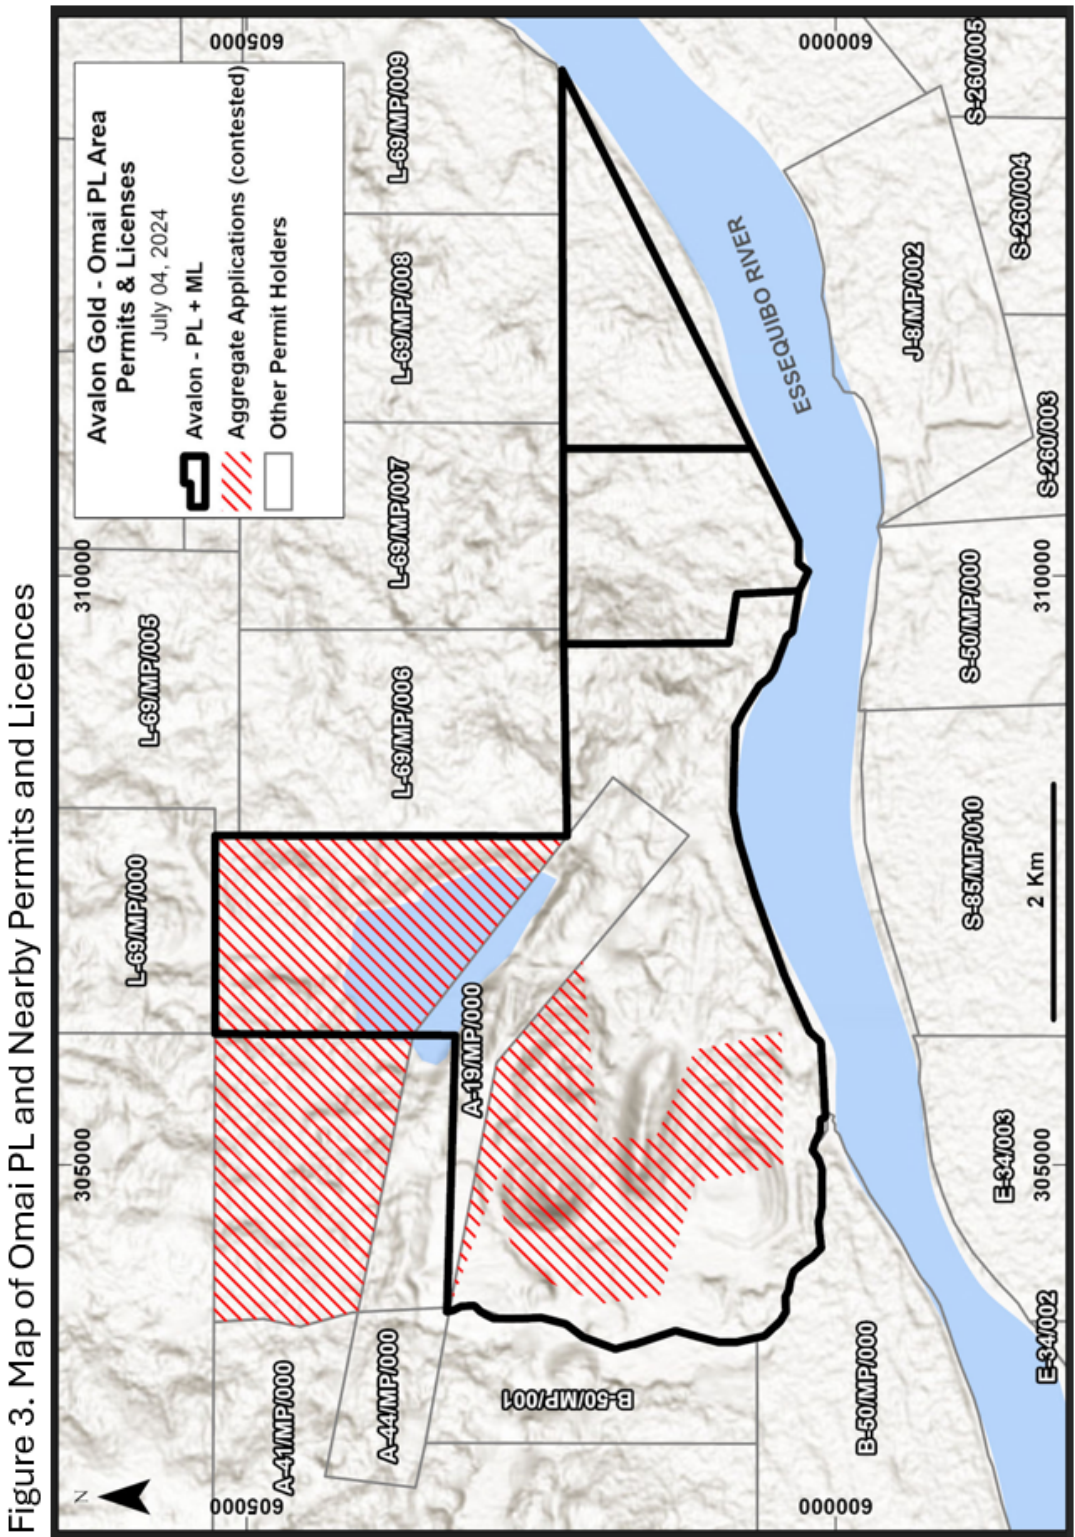 Figure 3. Map of Omai PL and Nearby Permits and Licences
N
305000
310000
605000
605000
Avalon Gold - Omai PL Area
Permits & Licenses
July 04, 2024
Avalon - PL + ML
Aggregate Applications (contested)
Other Permit Holders
L-69/MP/000
L-69/MP/005
A-41/MP/000
A-44/MP/000
L-69/MP/006
L-69/MP/007
L-69/MP/008
L-69/MP/009
A-19/MP/000
B-50/MP/001
ESSEQUIBO RIVER
600000
600000
B-50/MP/000
J-8/MP/002
S-85/MP/010
S-50/MP/000
S-260/005
E-34/003
S-260/004
2 Km
E-34/002
S-260/003
305000
310000